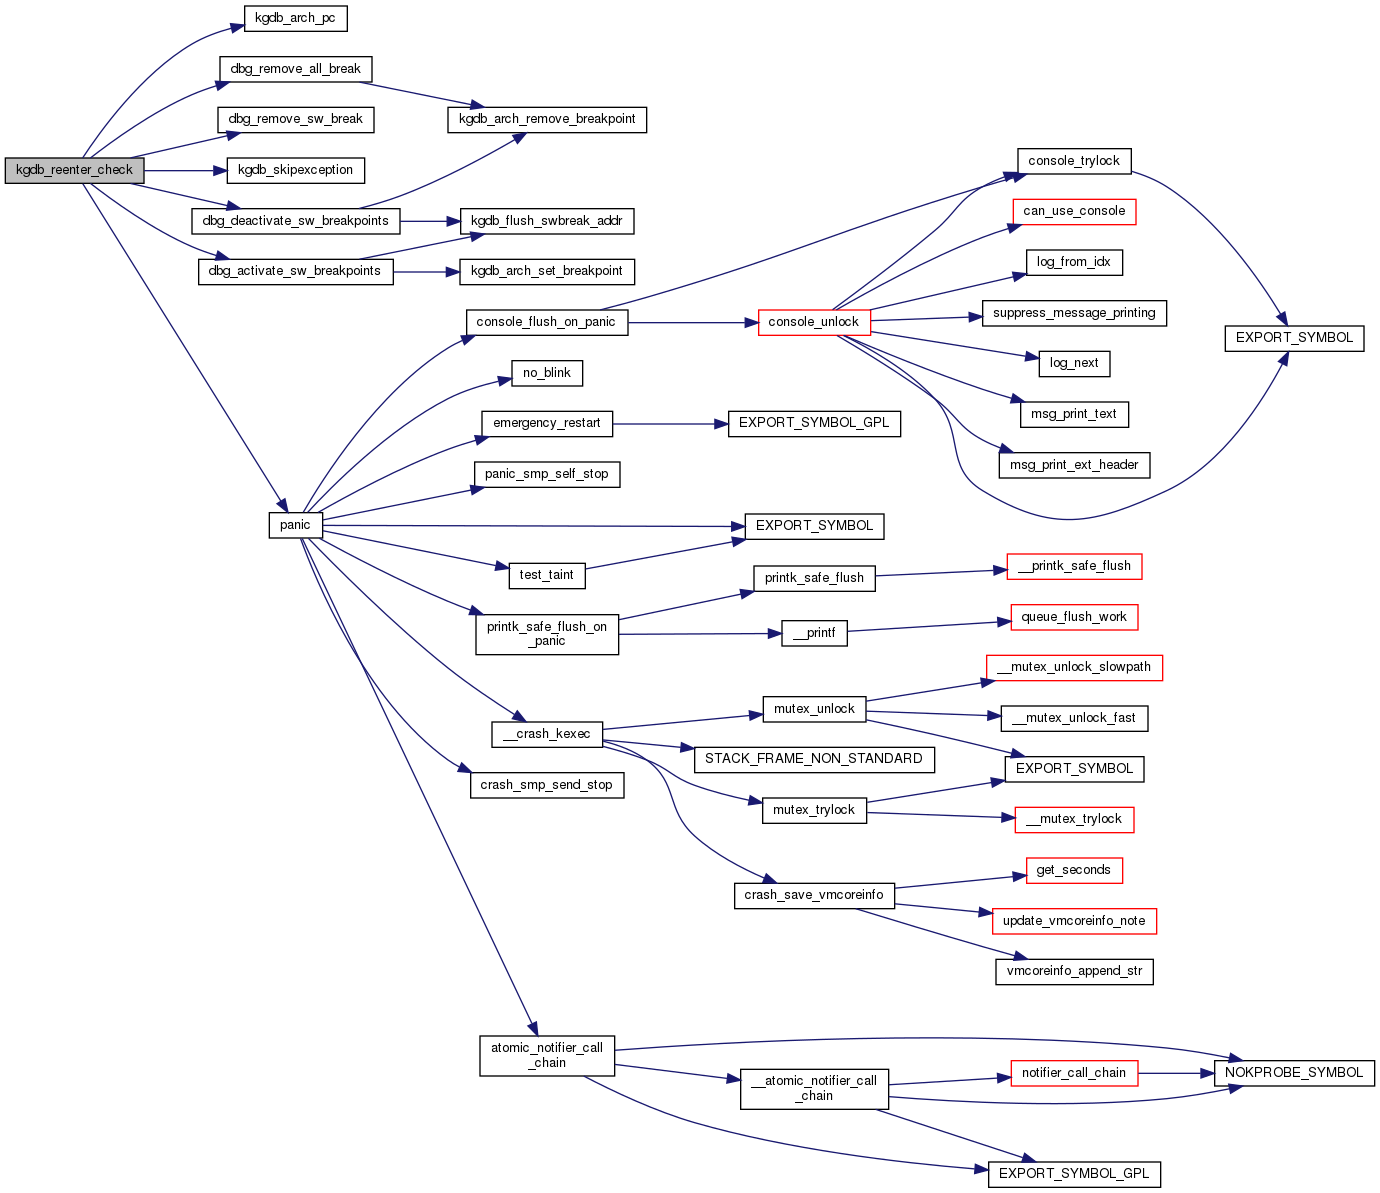 kgdb_arch_pc
dbg_remove_all_break
dbg_remove_sw_break
kgdb_arch_remove_breakpoint
kgdb_reenter_check
kgdb_skipexception
console_trylock
dbg_deactivate_sw_breakpoints
kgdb_flush_swbreak_addr
can_use_console
dbg_activate_sw_breakpoints
kgdb_arch_set_breakpoint
log_from_idx
console_flush_on_panic
console_unlock
suppress_message_printing
EXPORT_SYMBOL
no_blink
log_next
emergency_restart
EXPORT_SYMBOL_GPL
msg_print_text
panic_smp_self_stop
msg_print_ext_header
panic
EXPORT_SYMBOL
test_taint
printk_safe_flush
__printk_safe_flush
printk_safe_flush_on
_panic
__printf
queue_flush_work
__mutex_unlock_slowpath
mutex_unlock
__mutex_unlock_fast
__crash_kexec
STACK_FRAME_NON_STANDARD
EXPORT_SYMBOL
crash_smp_send_stop
mutex_trylock
__mutex_trylock
get_seconds
crash_save_vmcoreinfo
update_vmcoreinfo_note
vmcoreinfo_append_str
atomic_notifier_call
_chain
__atomic_notifier_call
_chain
notifier_call_chain
NOKPROBE_SYMBOL
EXPORT_SYMBOL_GPL